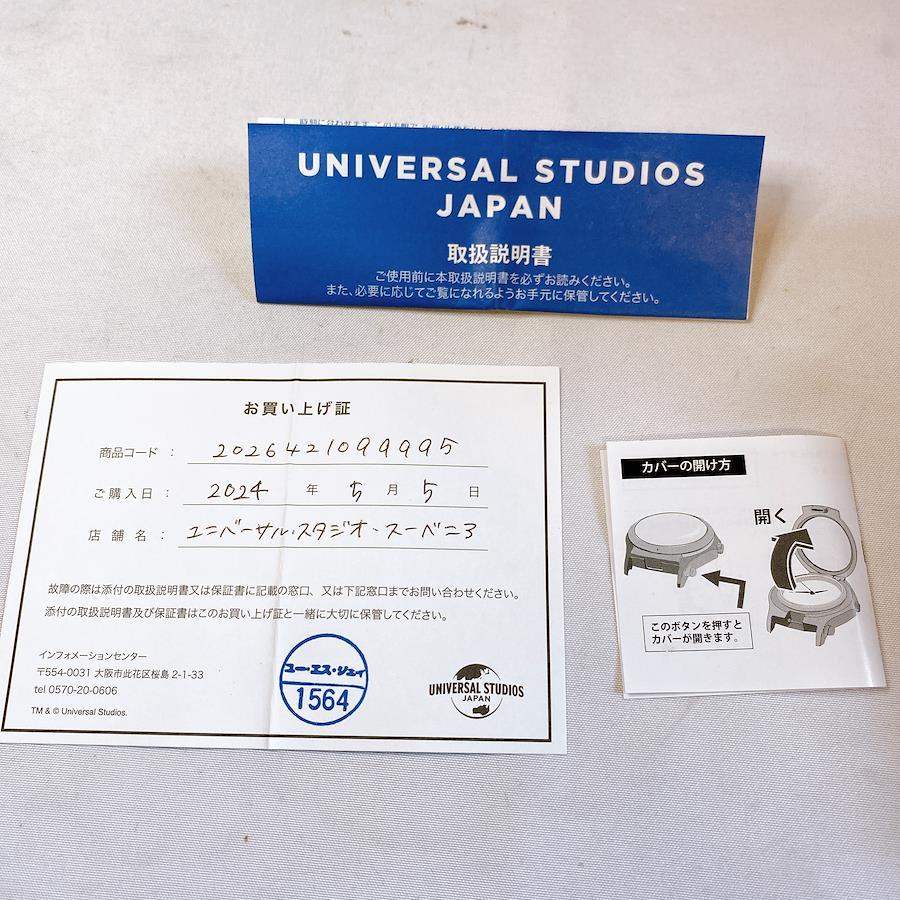 UNIVERSAL STUDIOS
JAPAN
取扱説明書
ご使用前に本取扱説明書を必ずお読みください。
また、必要に応じてご覧になれるようお手元に保管してください。
お買い上げ証
商品コード : 2026421099995
ご購入日 : 2024 年 5 月 5 日
店舗名 : ユニバーサル・スタジオ・スーベニア
故障の際は添付の取扱説明書又は保証書に記載の窓口、又は下記窓口までお問い合わせください。
添付の取扱説明書及び保証書はこのお買い上げ証と一緒に大切に保管してください。
インフォメーションセンター
〒554-0031 大阪市此花区桜島 2-1-33
tel 0570-20-0606
TM & © Universal Studios.
ユー・エス・ジェイ
1564
UNIVERSAL STUDIOS
JAPAN
カバーの開け方
開く
このボタンを押すと
カバーが開きます。